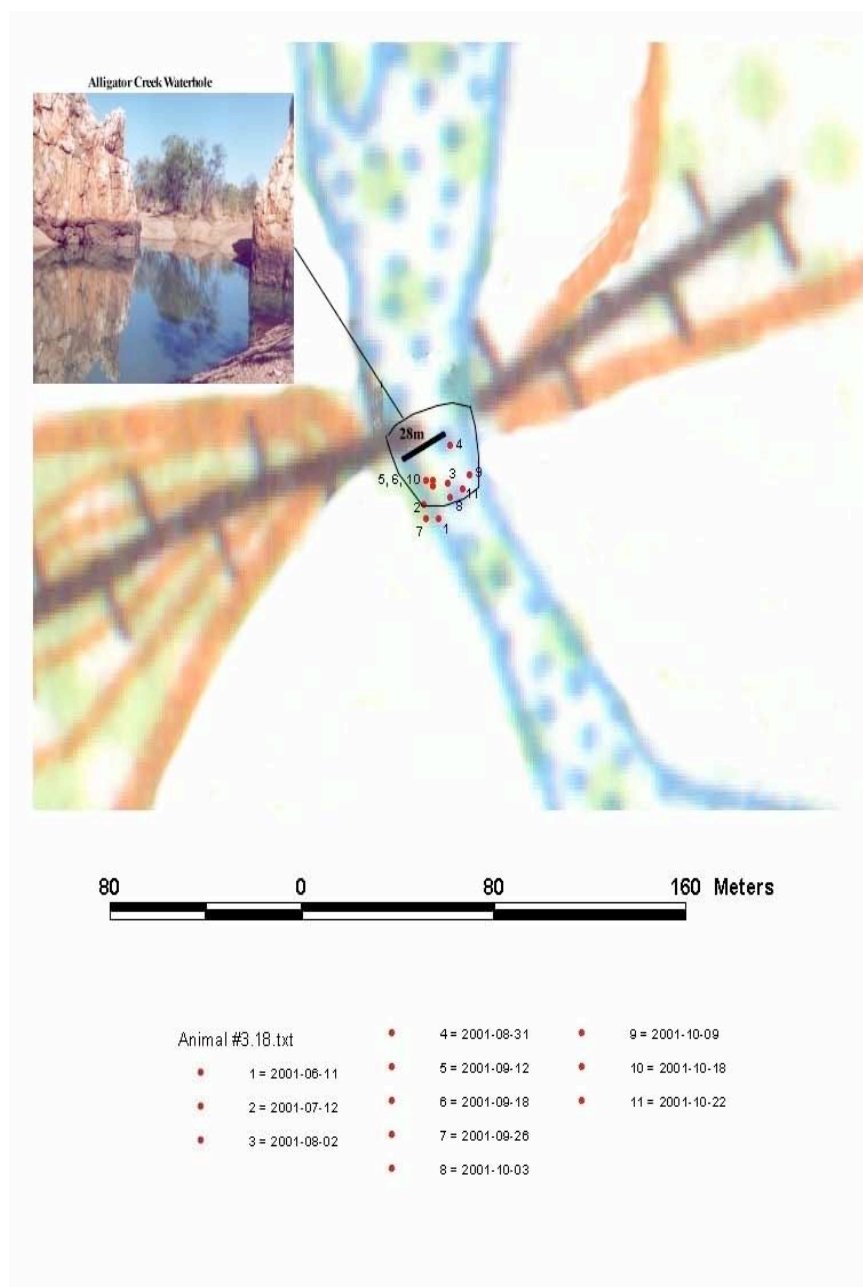 Alligator Creek Waterhole
28m
4
5, 6, 10
3
9
11
2
8
7
1
80 0 80 160 Meters
Animal #3.18.txt
1 = 2001-06-11
2 = 2001-07-12
3 = 2001-08-02
4 = 2001-08-31
5 = 2001-09-12
6 = 2001-09-18
7 = 2001-09-26
8 = 2001-10-03
9 = 2001-10-09
10 = 2001-10-18
11 = 2001-10-22